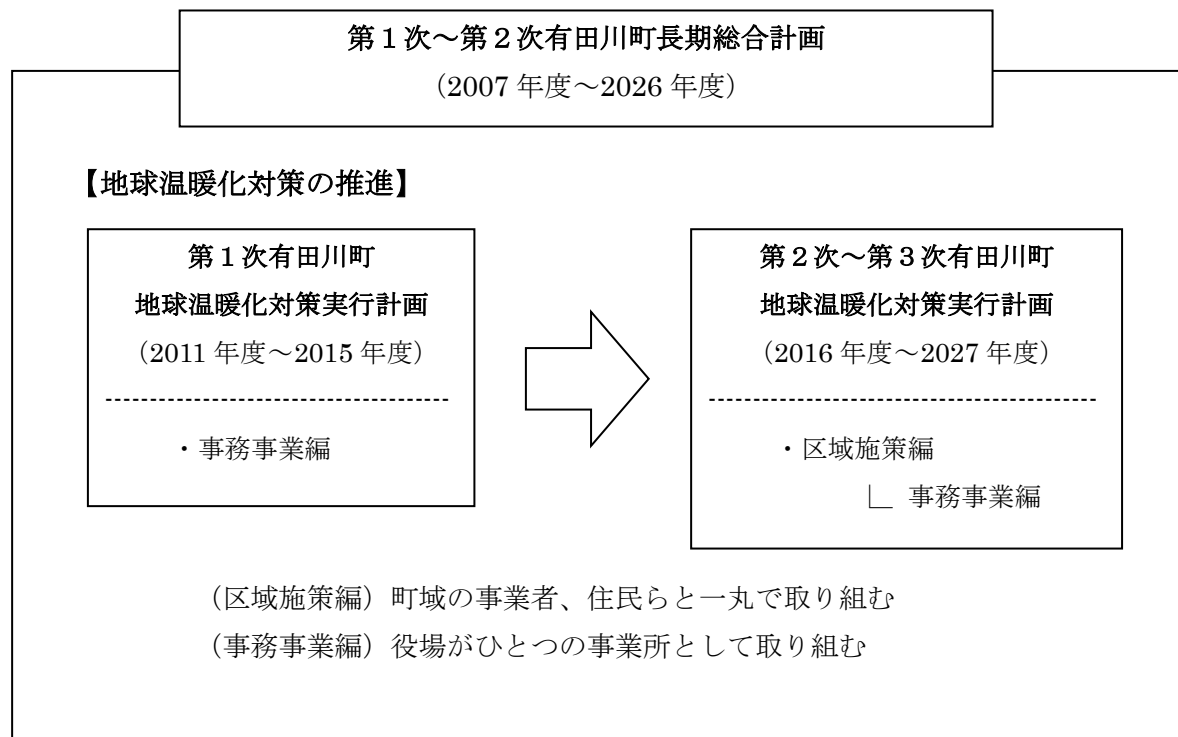 第１次～第２次有田川町長期総合計画
（2007 年度～2026 年度）
【地球温暖化対策の推進】
第１次有田川町
地球温暖化対策実行計画
（2011 年度～2015 年度）
・事務事業編
第２次～第３次有田川町
地球温暖化対策実行計画
（2016 年度～2027 年度）
・区域施策編
事務事業編
（区域施策編）町域の事業者、住民らと一丸で取り組む
（事務事業編）役場がひとつの事業所として取り組む